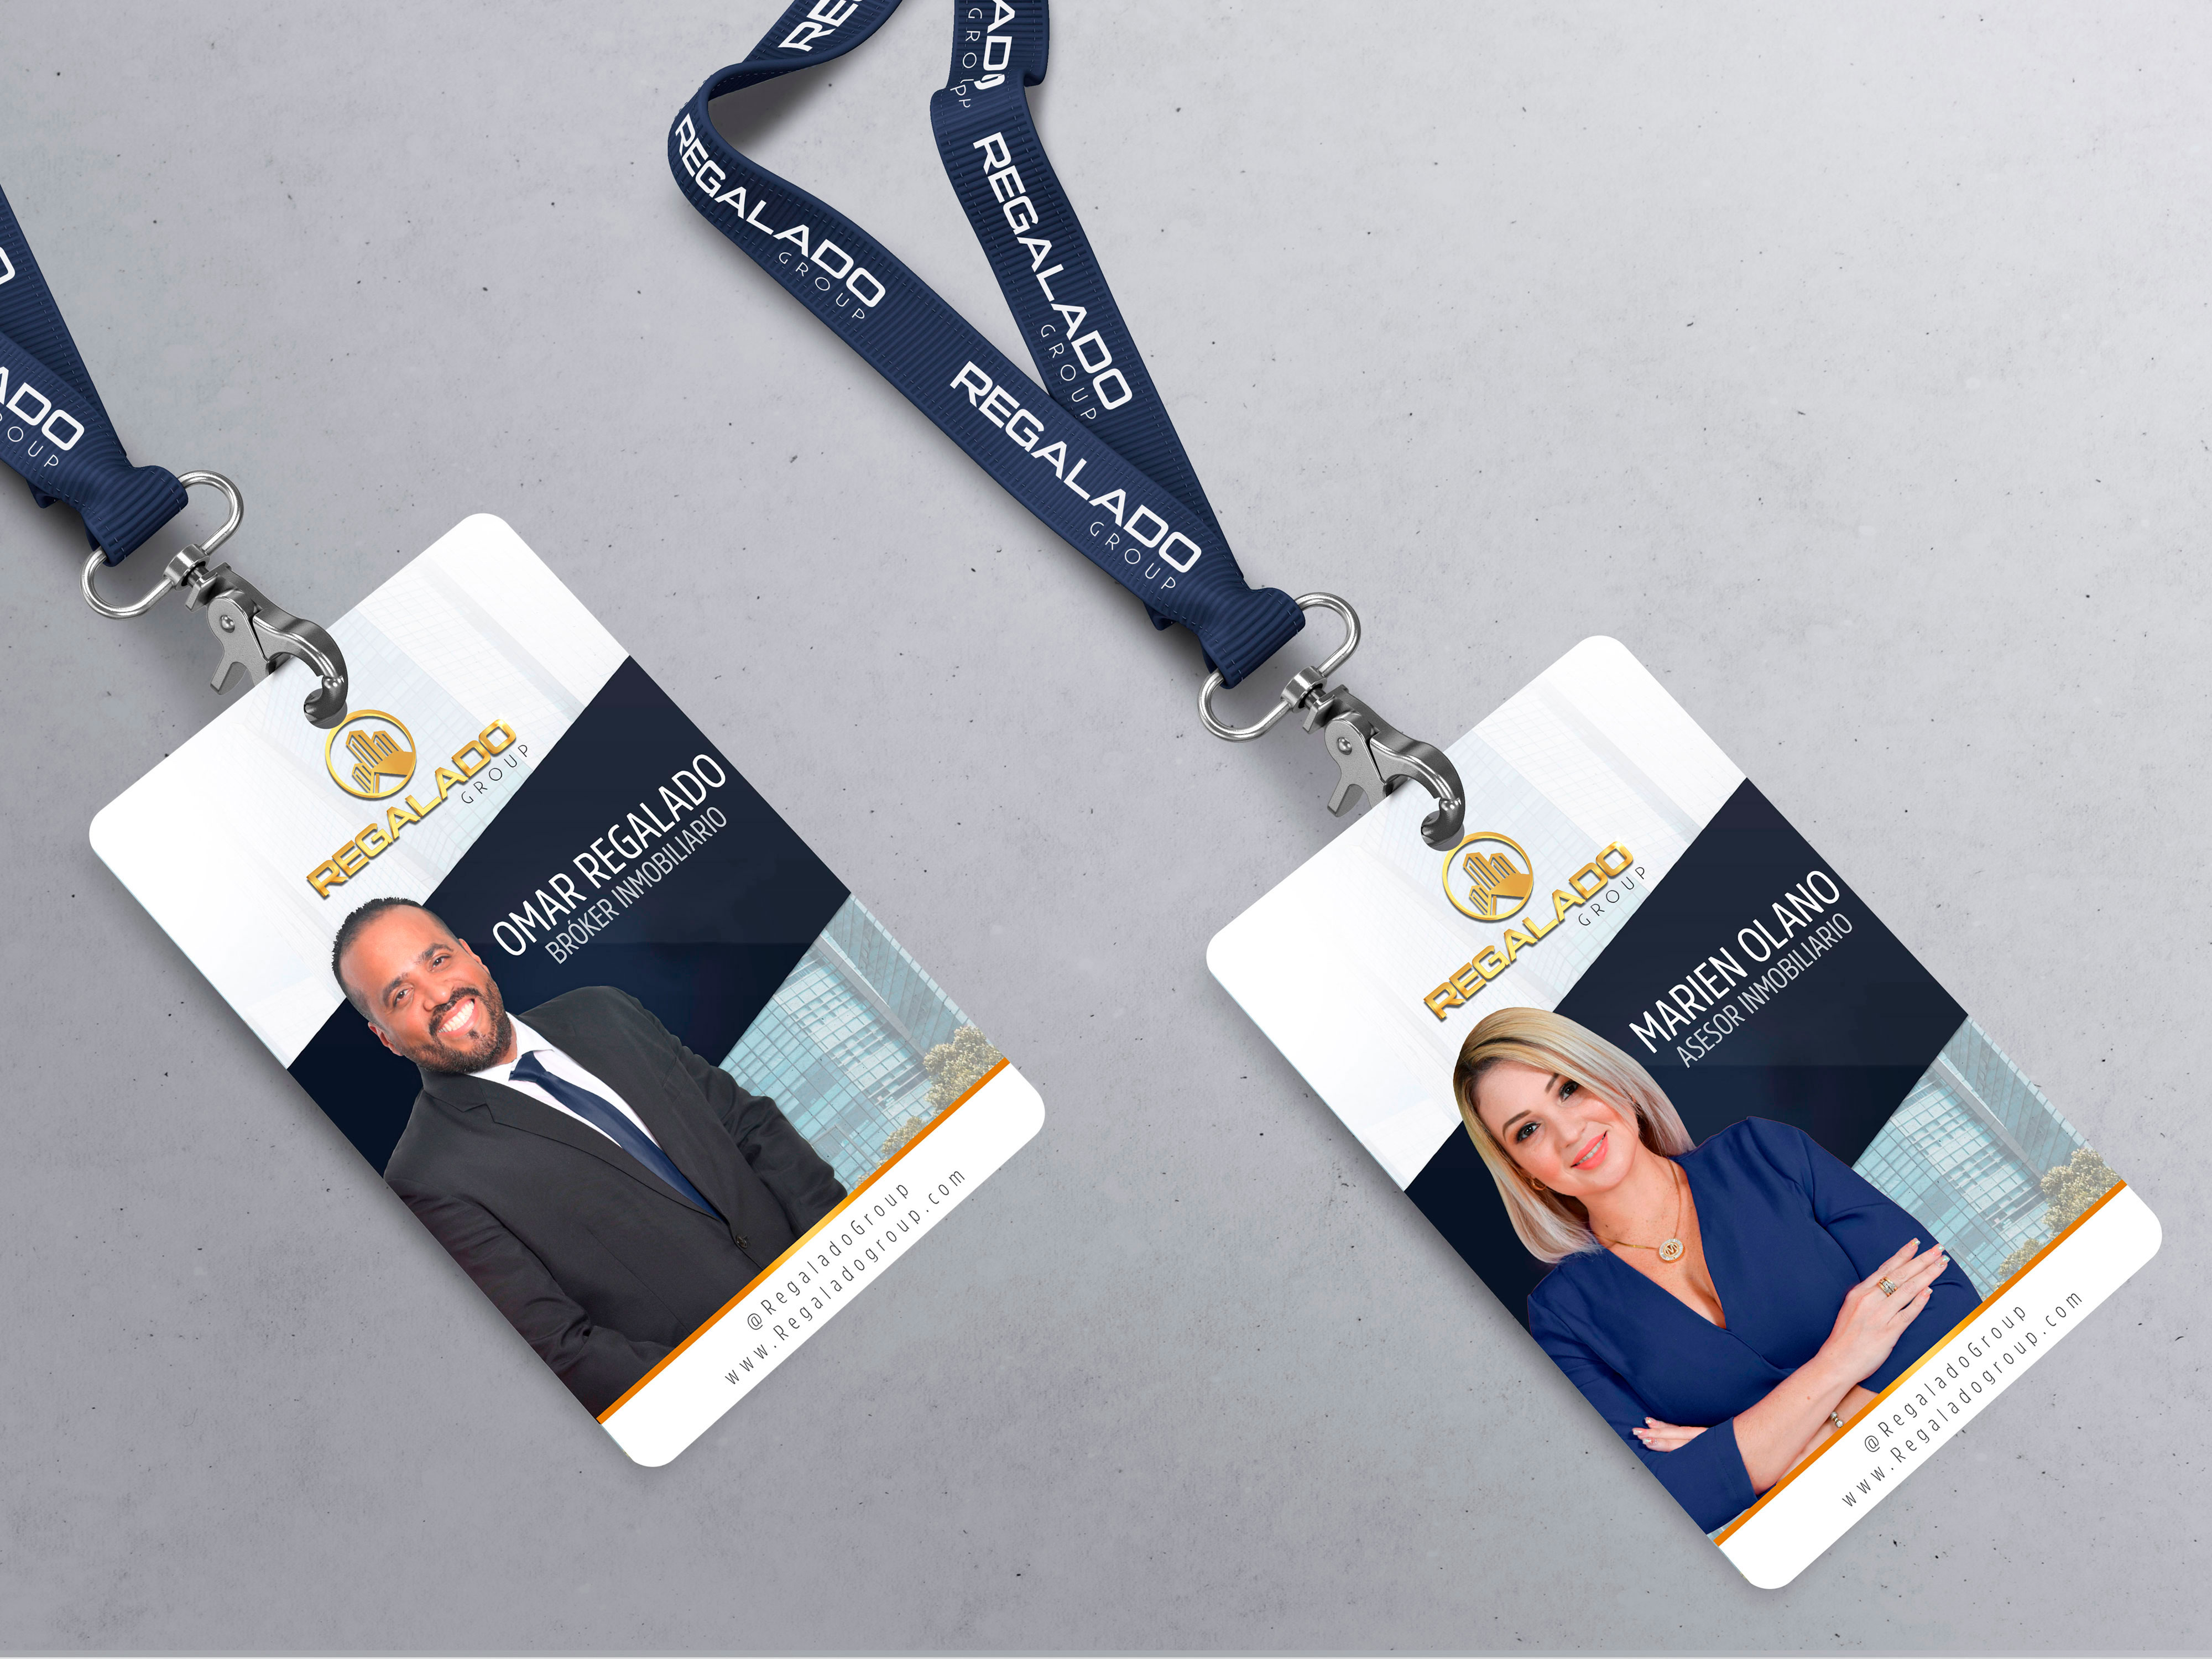 REGALADO
GROUP
REGALADO
GROUP
REGALADO
GROUP
REGALADO
GROUP
OMAR REGALADO
BRÓKER INMOBILIARIO
@RegaladoGroup
www.Regaladogroup.com
REGALADO
GROUP
MARIEN OLANO
ASESOR INMOBILIARIO
@RegaladoGroup
www.Regaladogroup.com